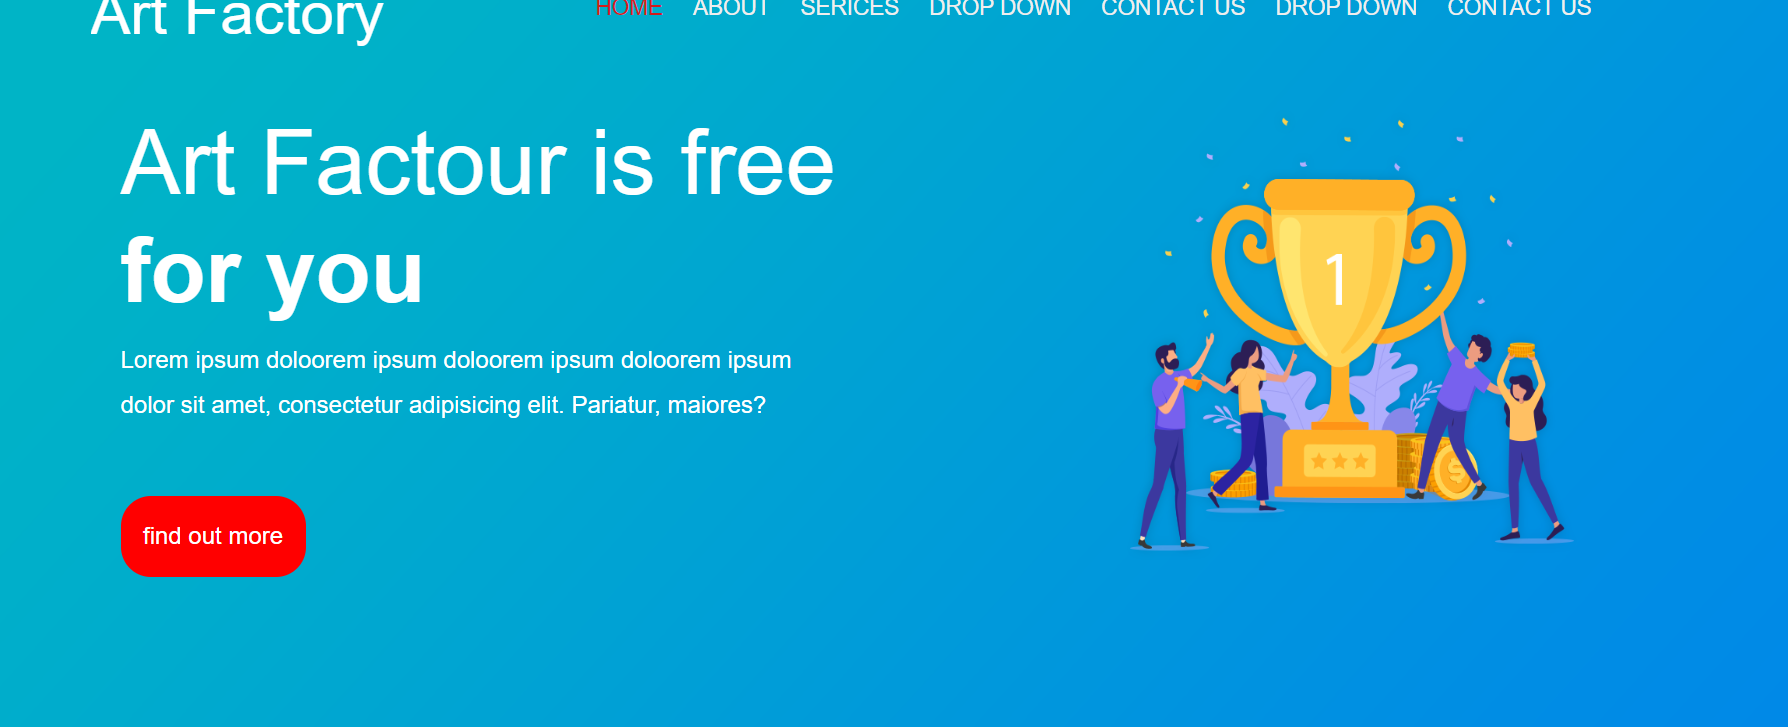 Art Factory
HOME ABOUT SERICES DROP DOWN CONTACT US DROP DOWN CONTACT US
Art Factour is free
for you
Lorem ipsum doloorem ipsum doloorem ipsum doloorem ipsum
dolor sit amet, consectetur adipisicing elit. Pariatur, maiores?
find out more
1
$